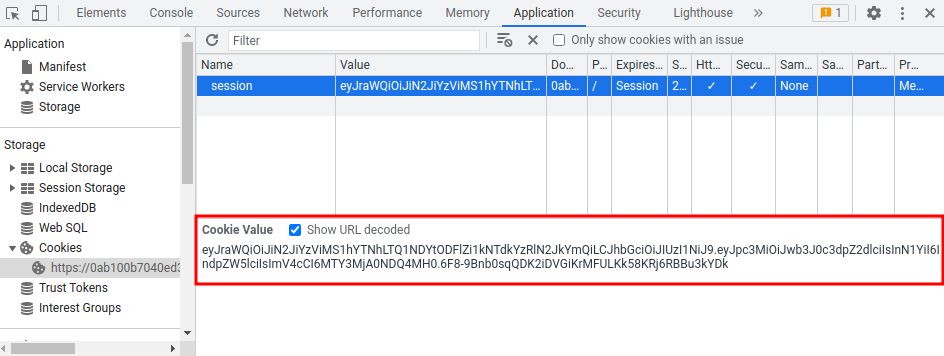 Elements Console Sources Network Performance Memory Application Security Lighthouse » 1
Application
Manifest
Service Workers
Storage
Storage
Local Storage
Session Storage
IndexedDB
Web SQL
Cookies
https://0ab100b7040ed3
Trust Tokens
Interest Groups
Filter Only show cookies with an issue
Name Value Do... P... Expires... S... Htt... Secu... Sam... Sa... Part... Pr...
session eyJraWQiOiJiN2JiYzViMS1hYTNhLT... 0ab... / Session 2... ✓ ✓ None Me...
Cookie Value Show URL decoded
eyJraWQiOiJiN2JiYzViMS1hYTNhLTQ1NDYtODFlZi1kNTdkYzRlN2JkYmQiLCJhbGciOiJIUzI1NiJ9.eyJpc3MiOiJwb3J0c3dpZ2dlciIsInN1YiI6I
ndpZW5lciIsImV4cCI6MTY3MjA0NDQ4MH0.6F8-9Bnb0sqQDK2iDVGiKrMFULKk58KRj6RBBu3kYDk